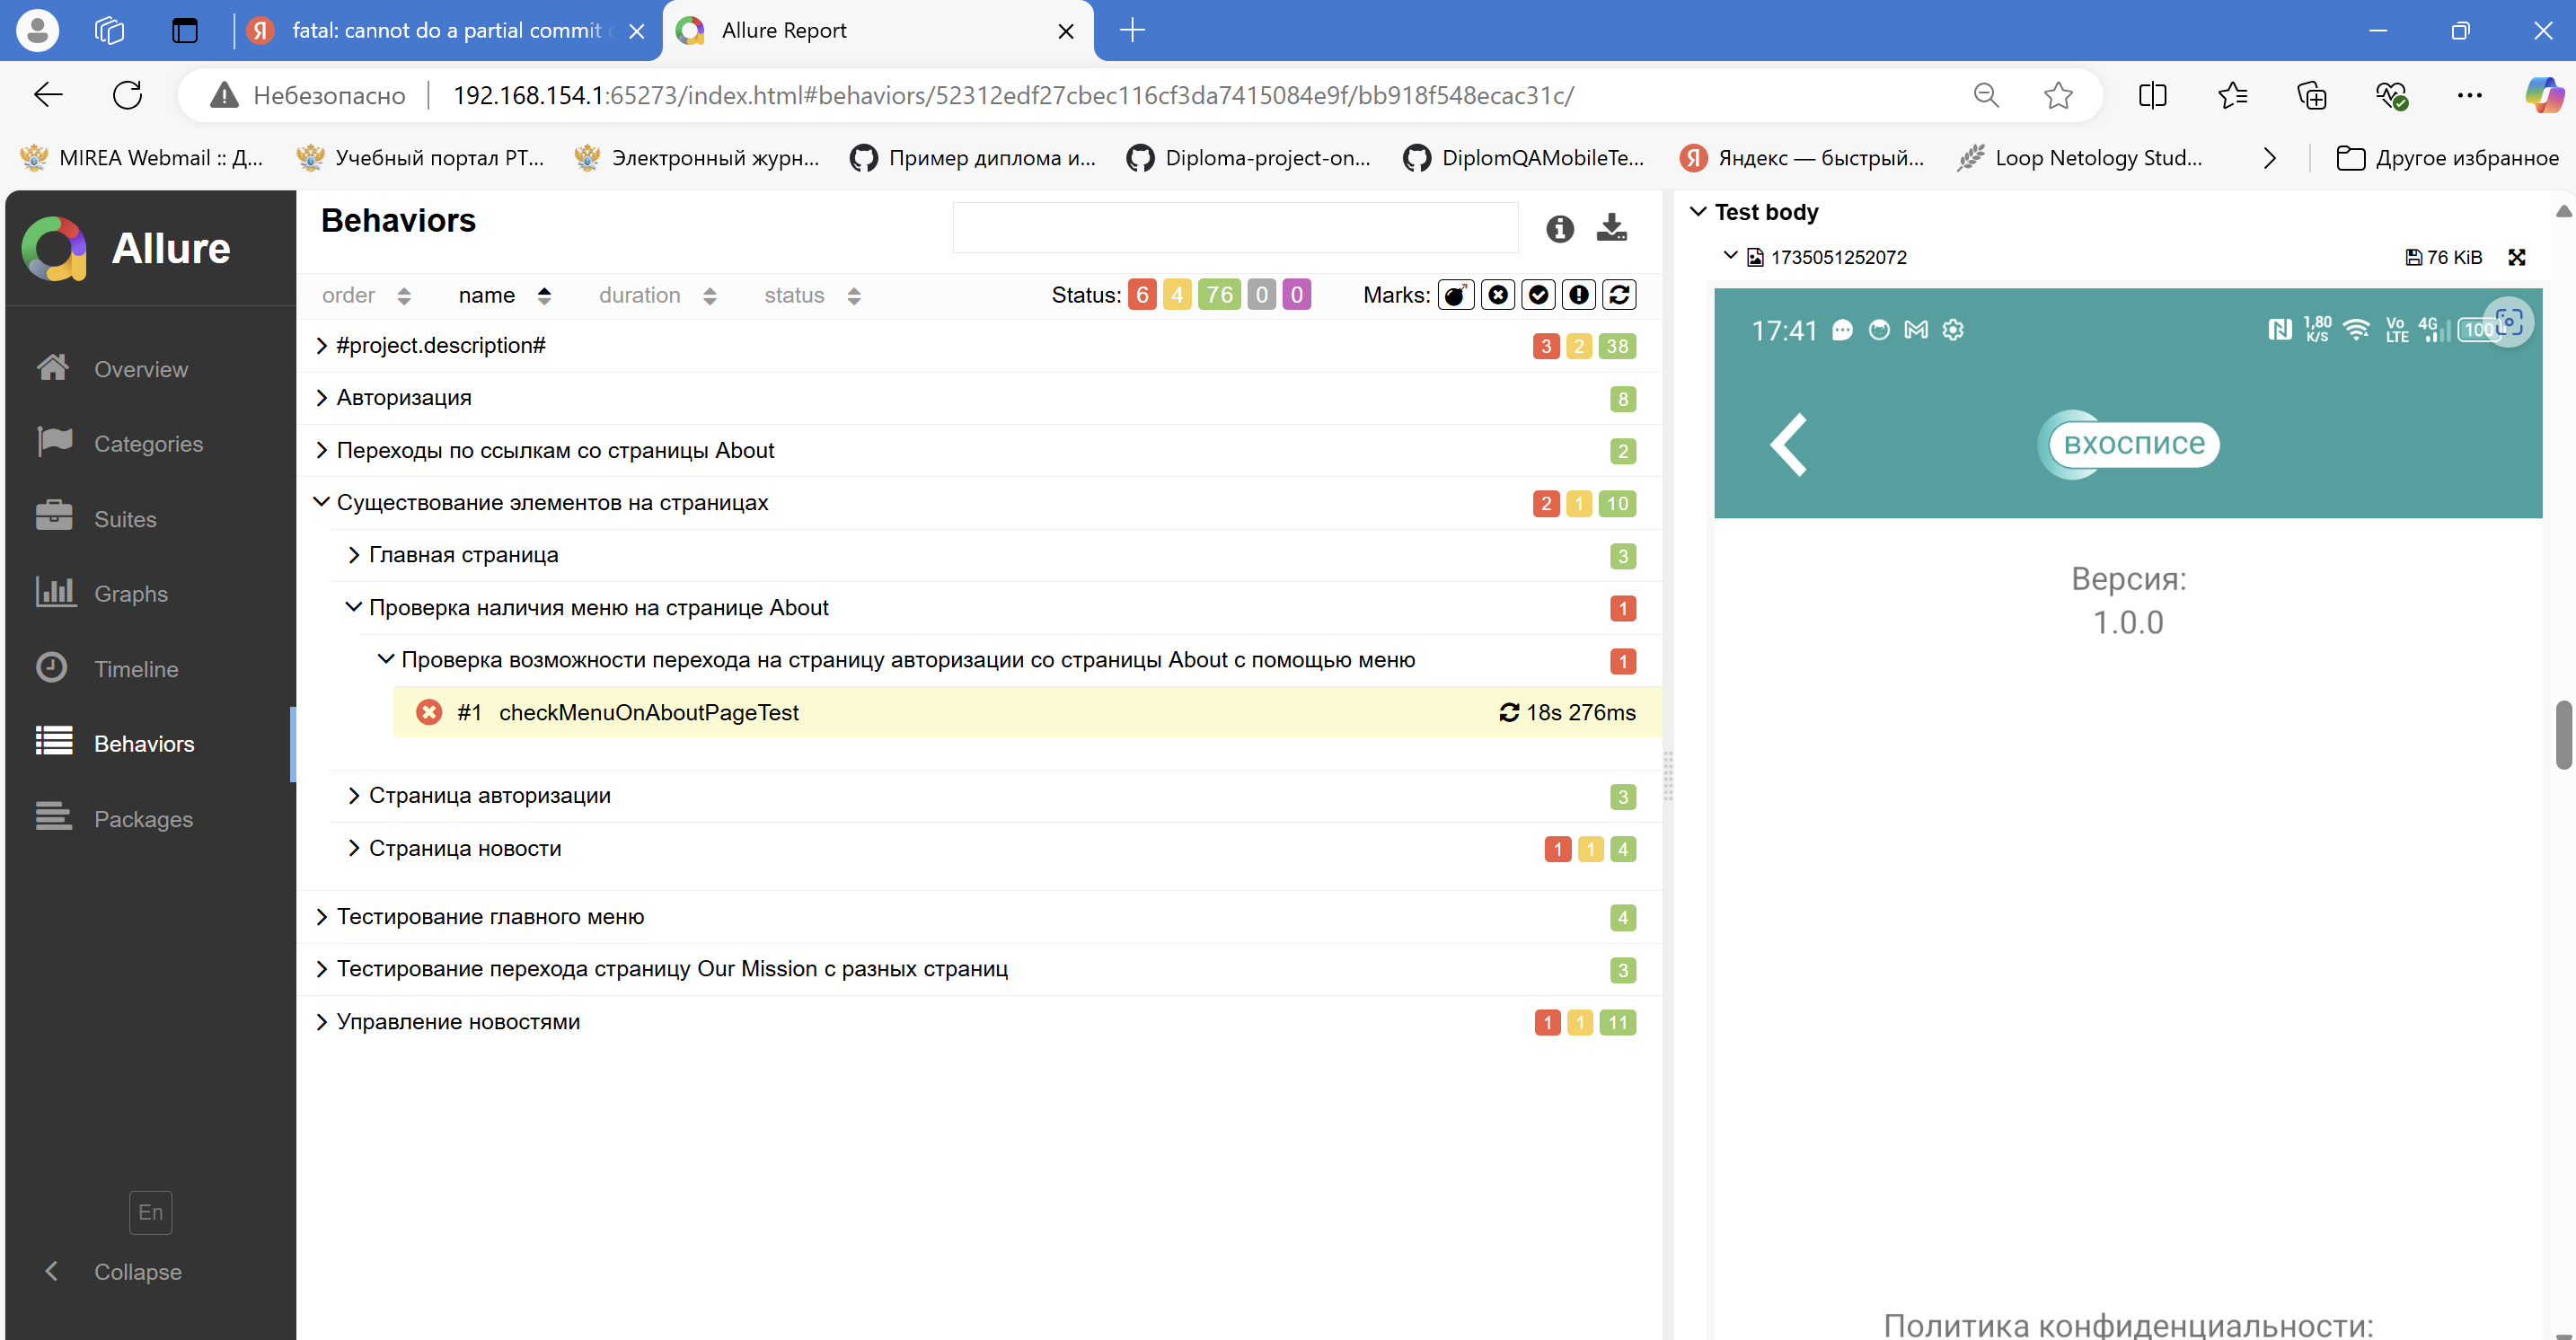 fatal: cannot do a partial commit
Allure Report
Небезопасно
192.168.154.1:65273/index.html#behaviors/52312edf27cbec116cf3da7415084e9f/bb918f548ecac31c/
MIREA Webmail :: Д...
Учебный портал РТ...
Электронный журн...
Пример диплома и...
Diploma-project-on...
DiplomQAMobileTe...
Яндекс — быстрый...
Loop Netology Stud...
Другое избранное
Allure
Overview
Categories
Suites
Graphs
Timeline
Behaviors
Packages
En
Collapse
Behaviors
order name duration status Status: 6 4 76 0 0 Marks:
#project.description# 3 2 38
Авторизация 8
Переходы по ссылкам со страницы About 2
Существование элементов на страницах 2 1 10
Главная страница 3
Проверка наличия меню на странице About 1
Проверка возможности перехода на страницу авторизации со страницы About с помощью меню 1
#1 checkMenuOnAboutPageTest 18s 276ms
Страница авторизации 3
Страница новости 1 1 4
Тестирование главного меню 4
Тестирование перехода страницу Our Mission с разных страниц 3
Управление новостями 1 1 11
Test body
1735051252072 76 KiB
17:41 1,80 K/S Vo LTE 4G 100
вхосписе
Версия:
1.0.0
Политика конфиденциальности: